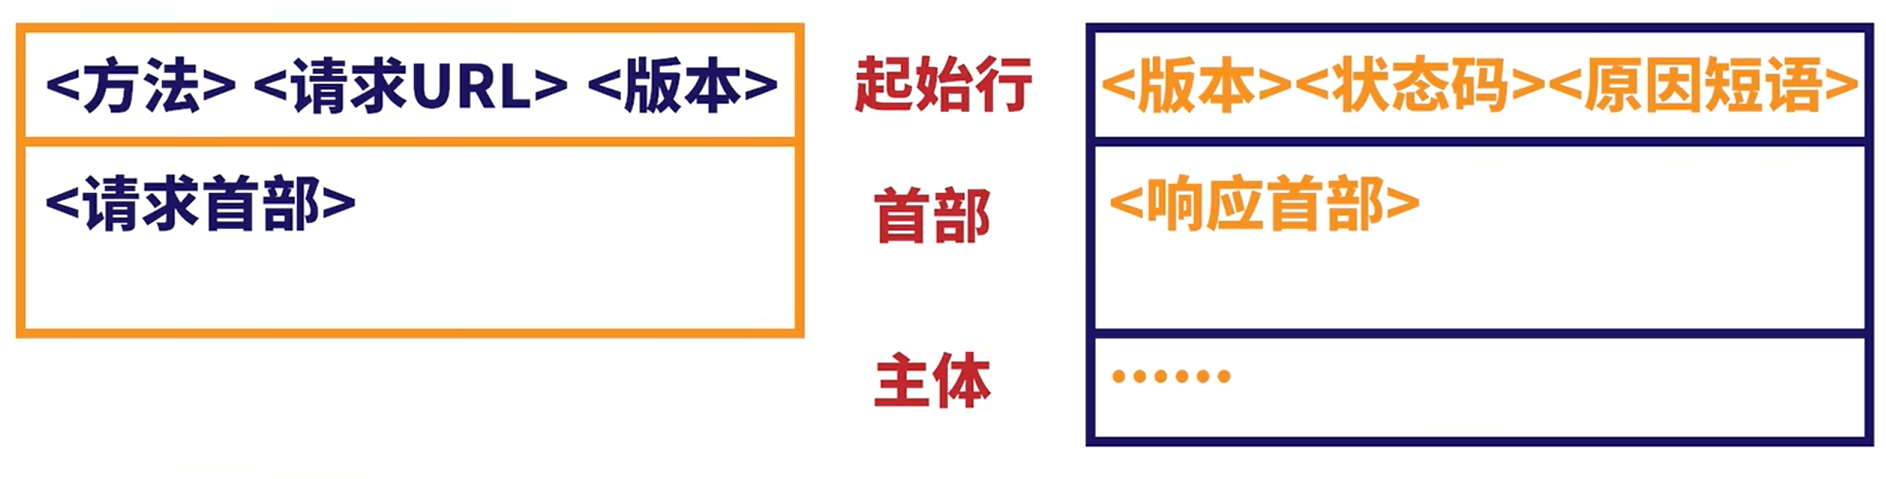 <方法> <请求URL> <版本>
起始行
<版本><状态码><原因短语>
<请求首部>
首部
<响应首部>
主体
••••••